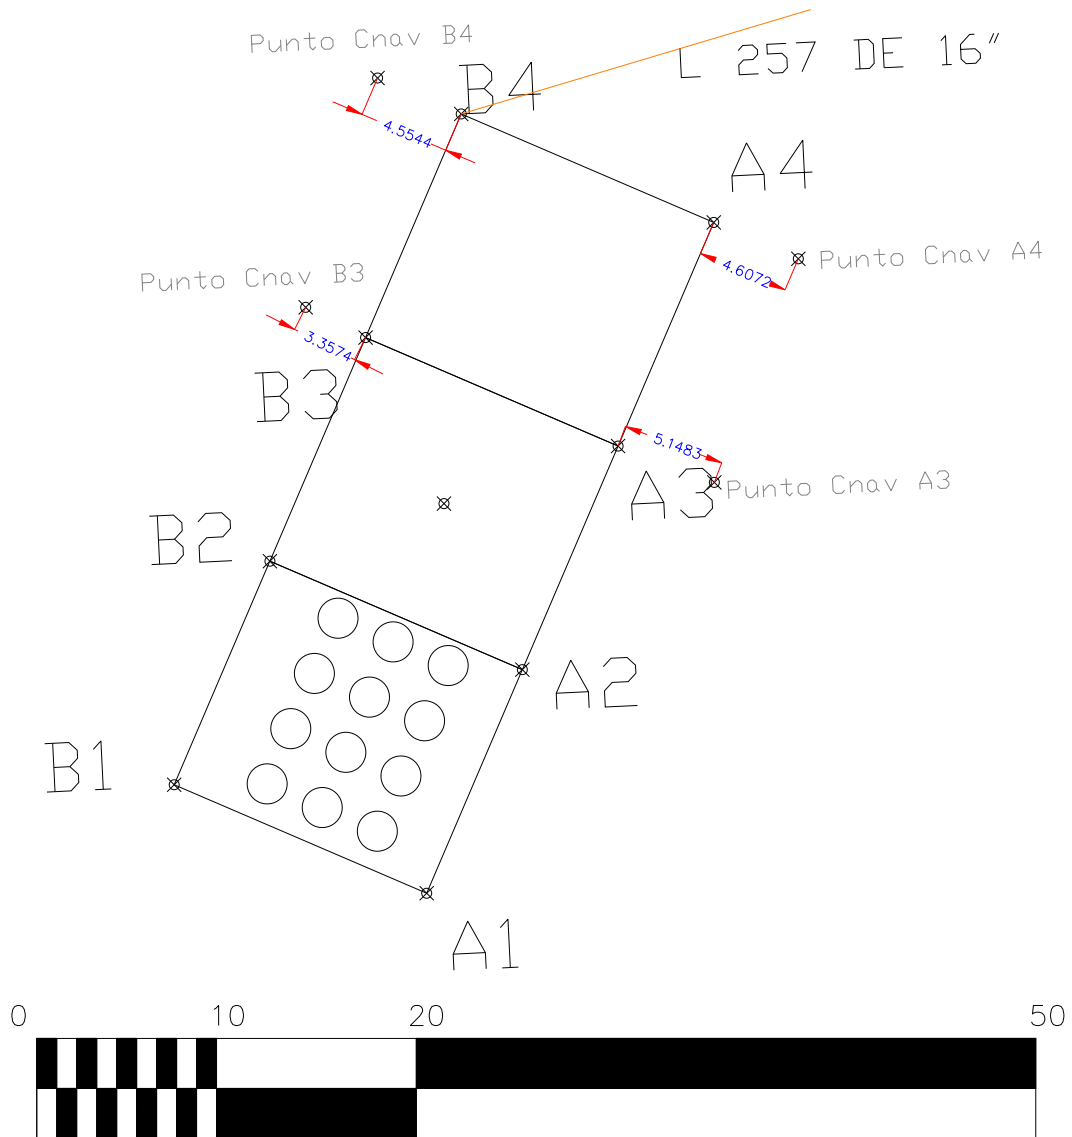 Punto Cnav B4
L 257 DE 16"
B4
4.5544
A4
Punto Cnav A4
4.6072
Punto Cnav B3
3.3574
B3
5.1483
A3
Punto Cnav A3
B2
A2
B1
A1
0 10 20 50